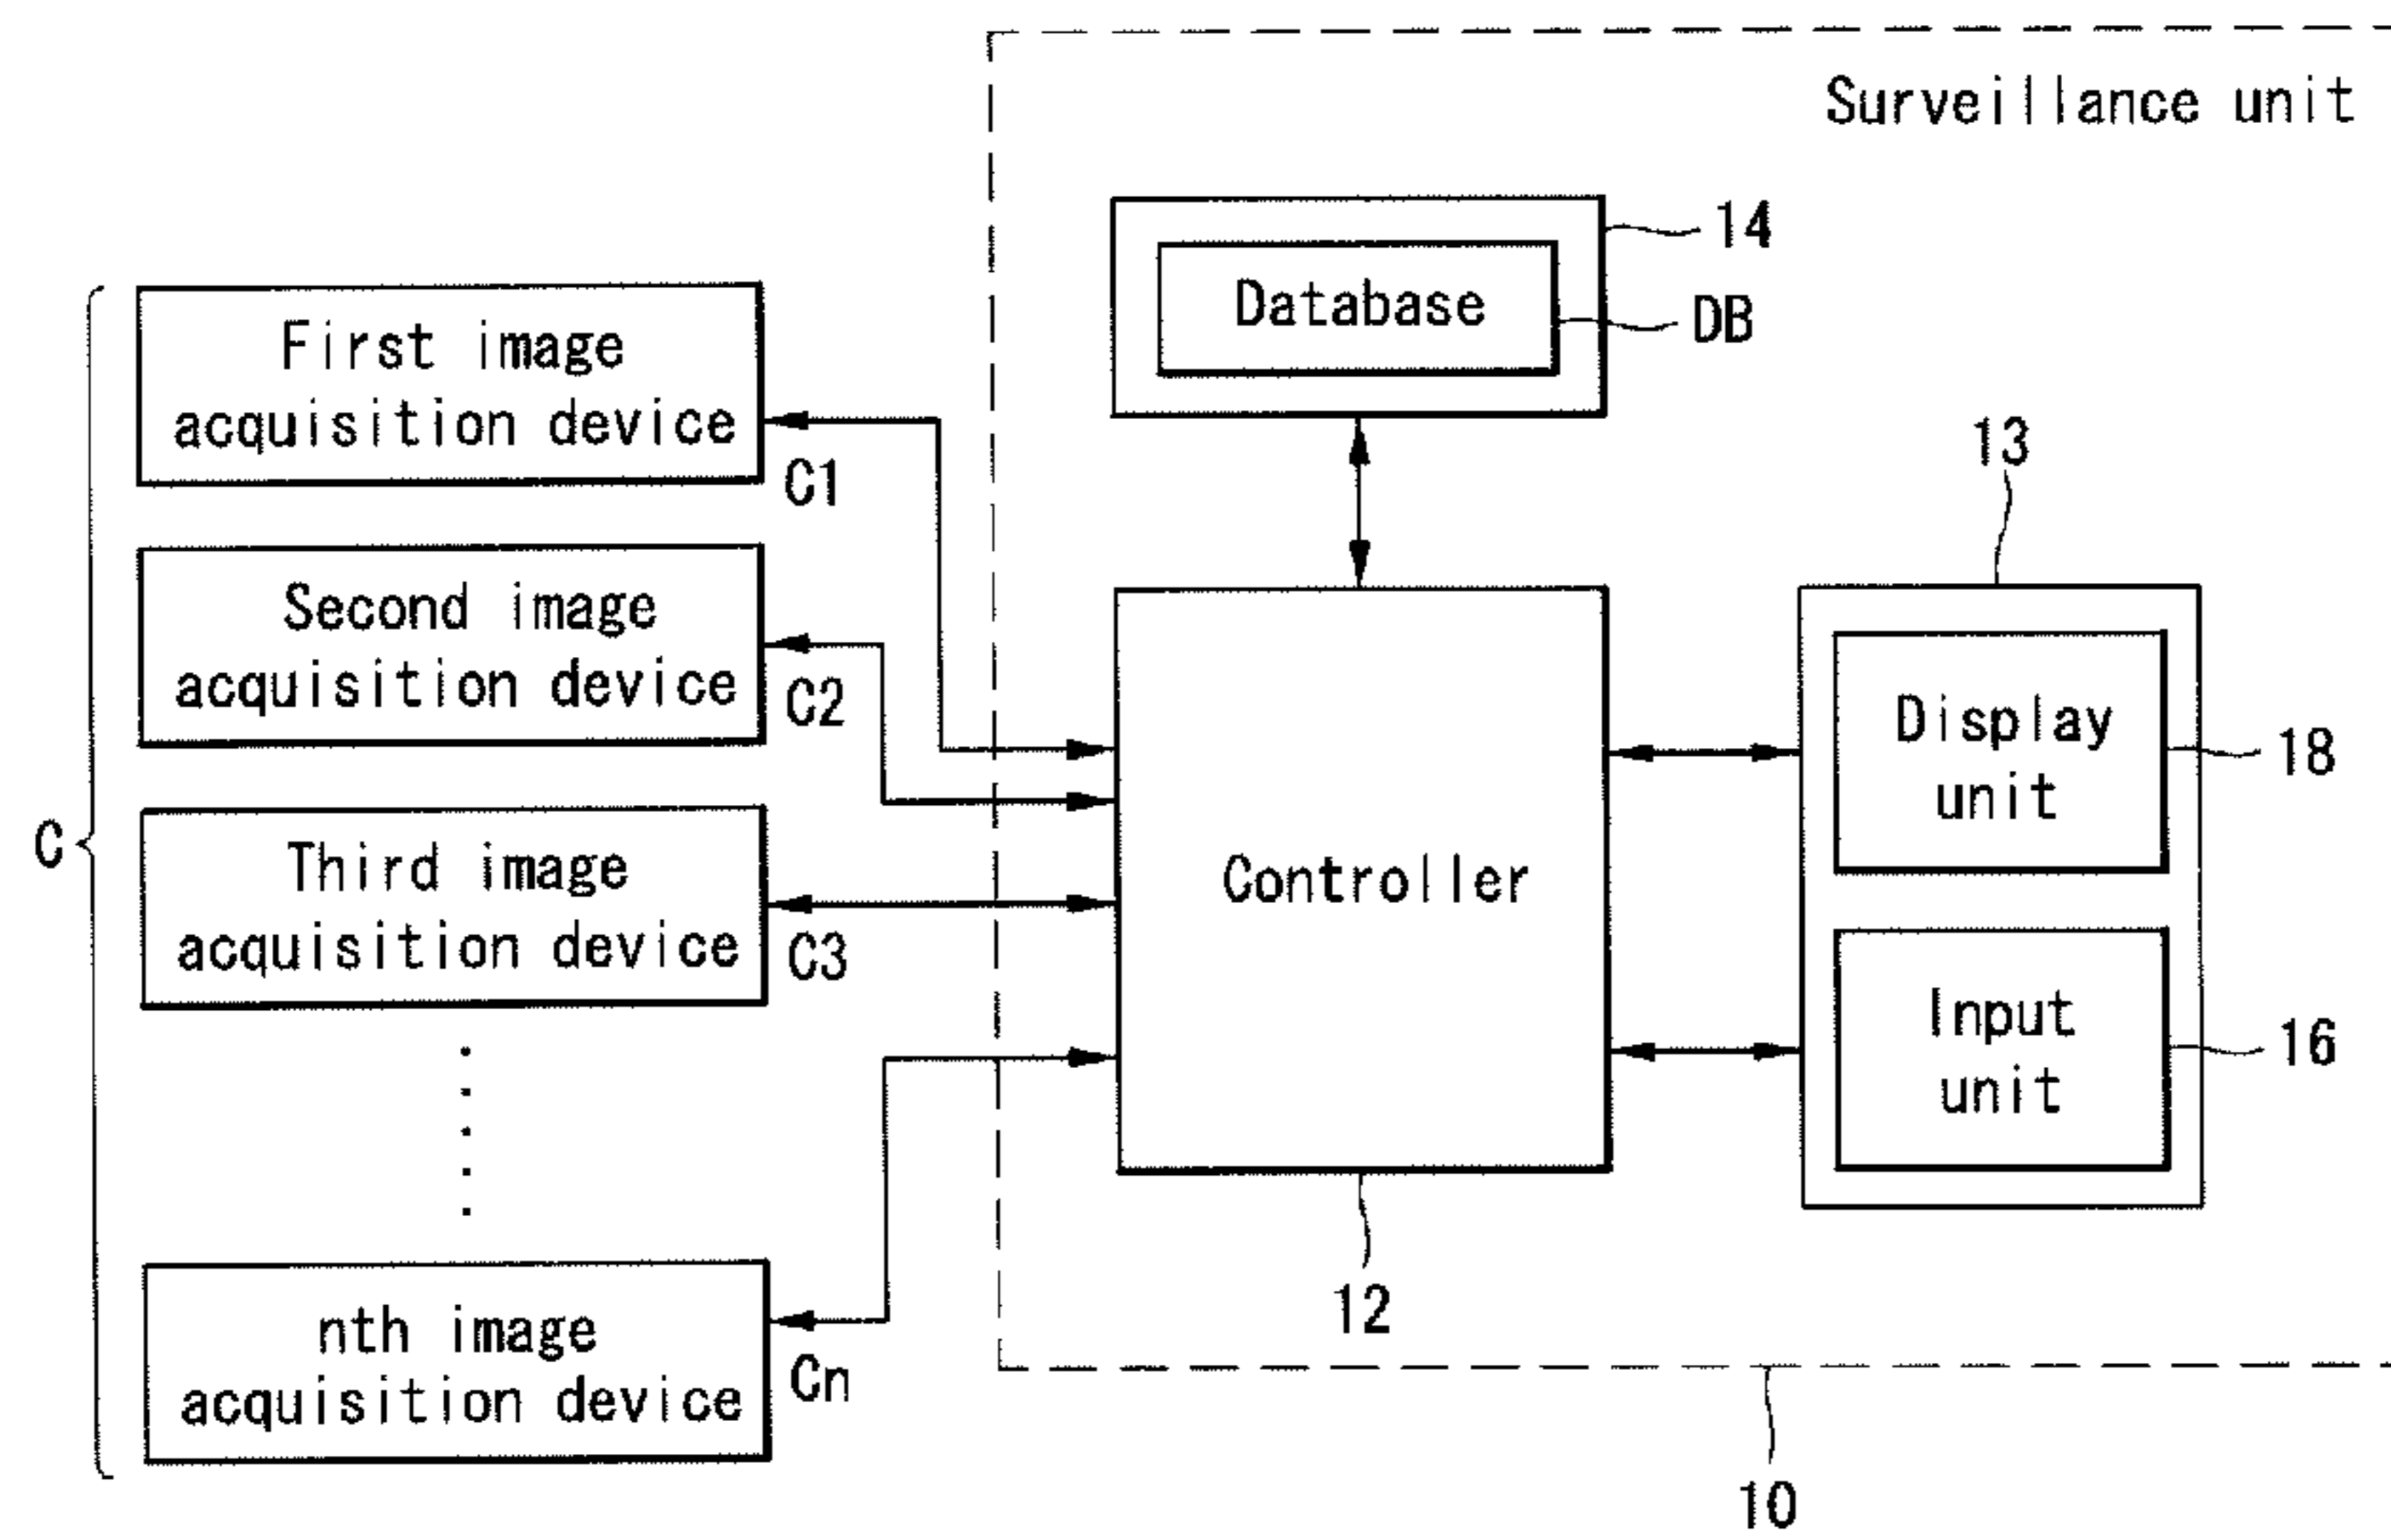 Surveillance unit
14
Database
DB
First image
acquisition device
C1
13
Second image
acquisition device
C2
Display
unit
18
C
Third image
acquisition device
C3
Controller
Input
unit
16
12
nth image
acquisition device
Cn
10